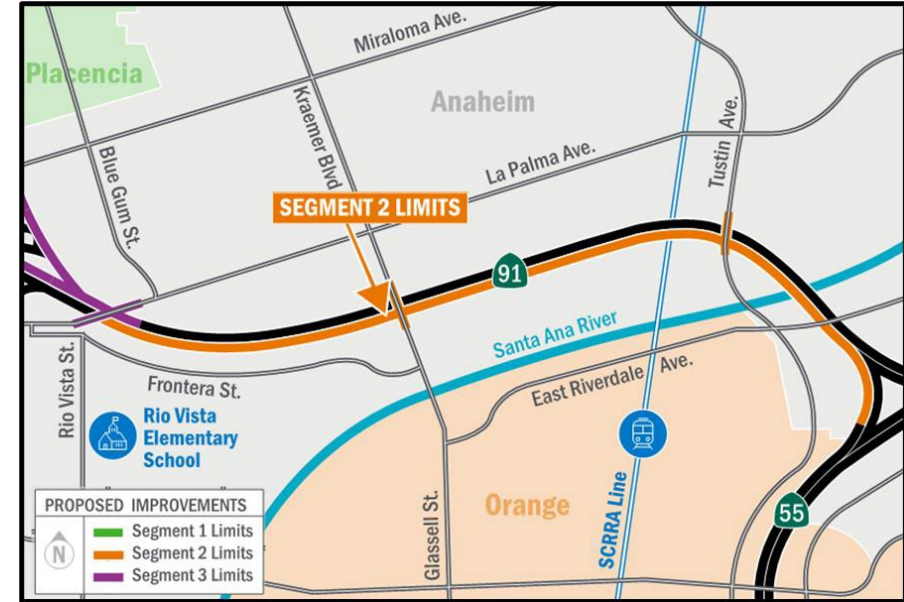 Miraloma Ave.
Placencia
Anaheim
Kraemer Blvd
Tustin Ave.
Blue Gum St.
La Palma Ave.
SEGMENT 2 LIMITS
91
Santa Ana River
East Riverdale Ave.
Rio Vista St.
Frontera St.
Rio Vista
Elementary
School
Glassell St.
Orange
SCRRA Line
55
PROPOSED IMPROVEMENTS
N
Segment 1 Limits
Segment 2 Limits
Segment 3 Limits